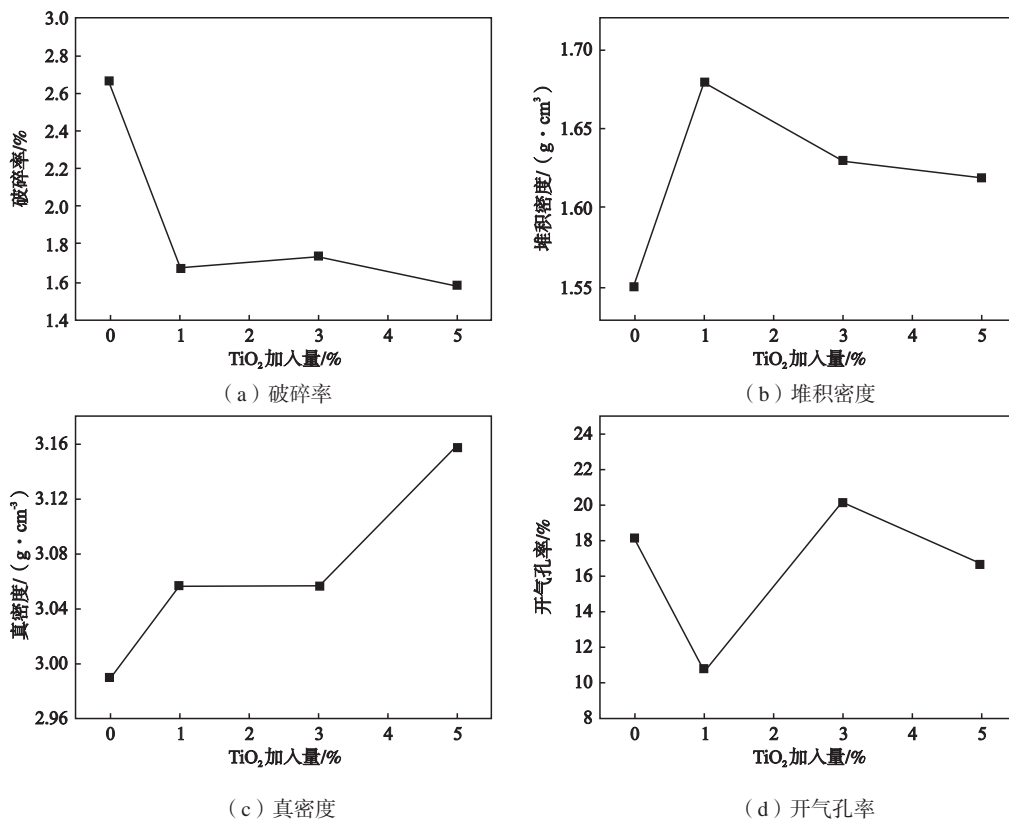 3.0
2.8
2.6
2.4
2.2
2.0
1.8
1.6
1.4
破碎率/%
0 1 2 3 4 5
TiO₂加入量/%
(a)破碎率
1.70
1.65
1.60
1.55
堆积密度/(g·cm³)
0 1 2 3 4 5
TiO₂加入量/%
(b)堆积密度
3.16
3.12
3.08
3.04
3.00
2.96
真密度/(g·cm⁻³)
0 1 2 3 4 5
TiO₂加入量/%
(c)真密度
24
22
20
18
16
14
12
10
8
开气孔率/%
0 1 2 3 4 5
TiO₂加入量/%
(d)开气孔率